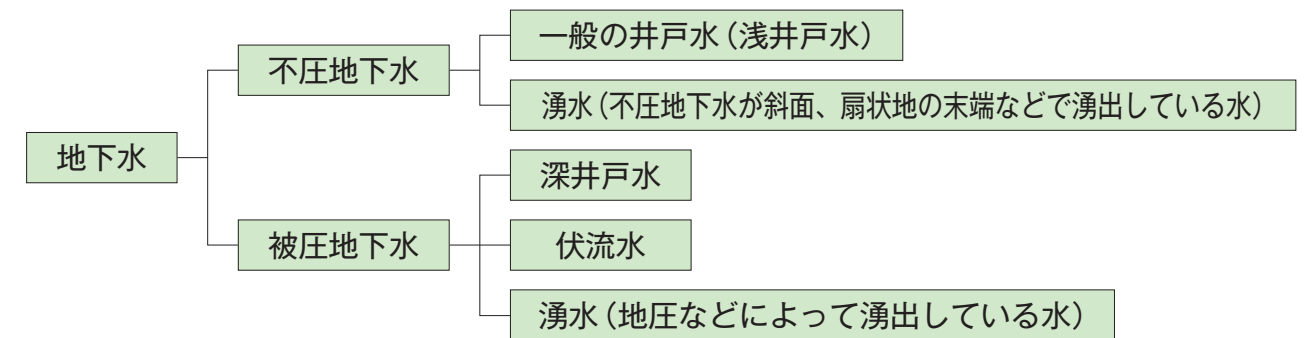 地下水
不圧地下水
一般の井戸水（浅井戸水）
湧水（不圧地下水が斜面、扇状地の末端などで湧出している水）
被圧地下水
深井戸水
伏流水
湧水（地圧などによって湧出している水）